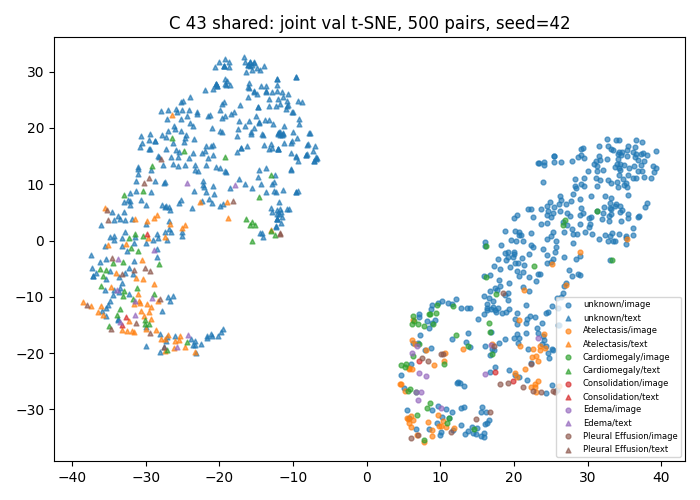 C 43 shared: joint val t-SNE, 500 pairs, seed=42
30
20
10
0
−10
−20
−30
−40
−30
−20
−10
0
10
20
30
40
unknown/image
unknown/text
Atelectasis/image
Atelectasis/text
Cardiomegaly/image
Cardiomegaly/text
Consolidation/image
Consolidation/text
Edema/image
Edema/text
Pleural Effusion/image
Pleural Effusion/text